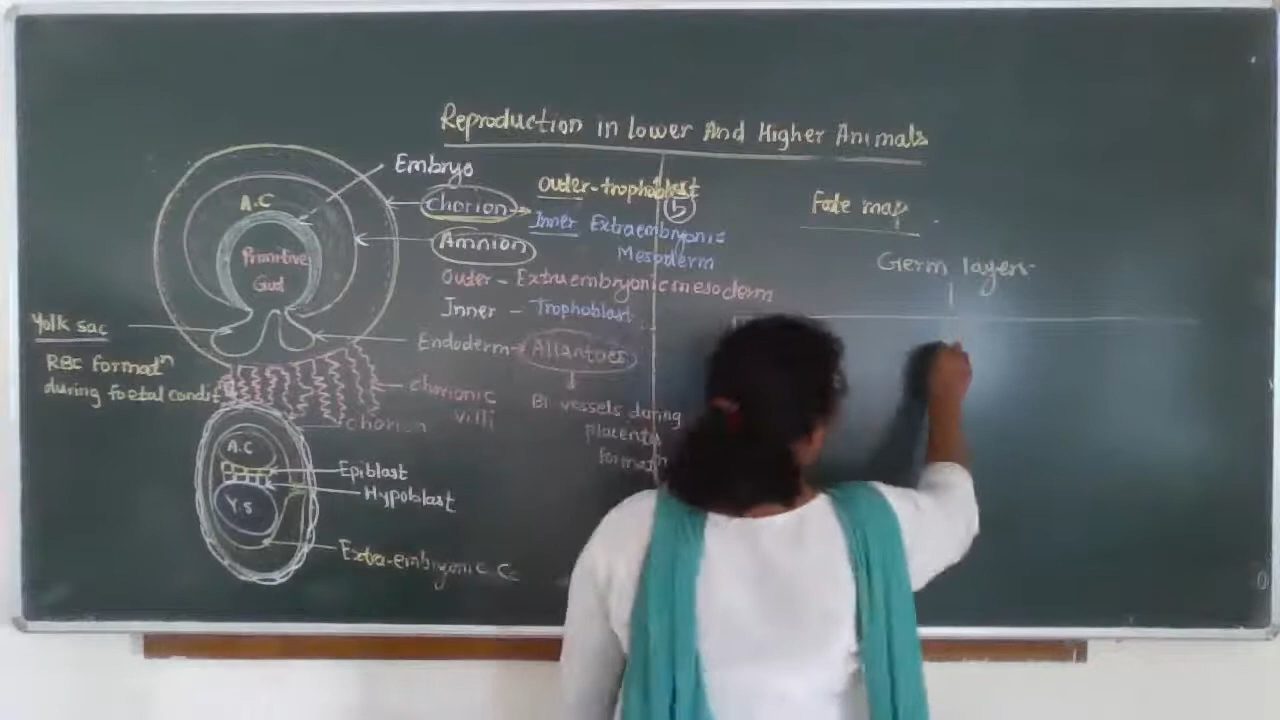 Reproduction in Lower And Higher Animals
Embryo
A.C
chorion
Outer-trophoblast
5
Inner Extraembryonic
Mesoderm
Amnion
Primitive
Gut
Outer - Extraembryonic mesoderm
Inner - Trophoblast
Yolk sac
RBC formatn
during foetal condit
Endoderm → Allantois
Bl vessels during
placenta
formatn
chorionic
villi
chorion
A.C
Epiblast
Hypoblast
Y.S
Extra-embryonic C
Fate map
Germ layers